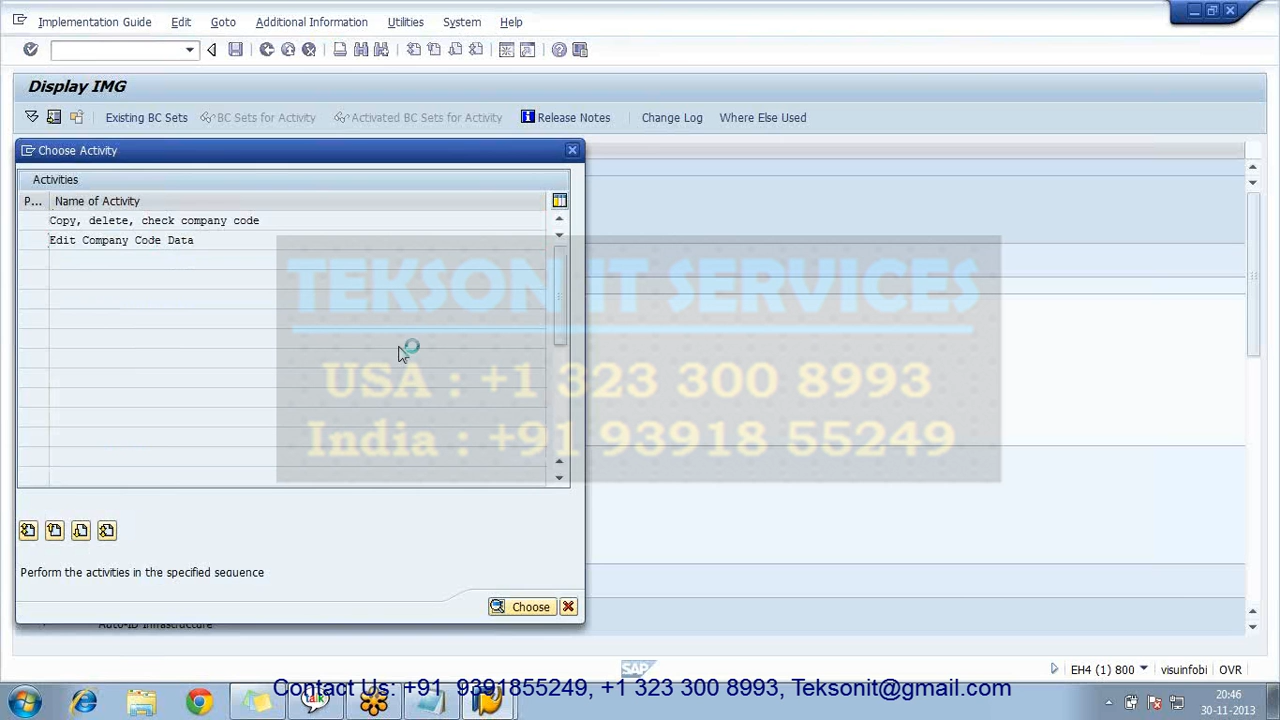 Implementation Guide Edit Goto Additional Information Utilities System Help
Display IMG
Existing BC Sets BC Sets for Activity Activated BC Sets for Activity Release Notes Change Log Where Else Used
Choose Activity
Activities
P... Name of Activity
Copy, delete, check company code
Edit Company Code Data
TEKSONIT SERVICES
USA : +1 323 300 8993
India : +91 93918 55249
Perform the activities in the specified sequence
Choose
Auto-ID Infrastructure
SAP
EH4 (1) 800 visuinfobi OVR
Contact Us: +91 9391855249, +1 323 300 8993, Teksonit@gmail.com
talk
20:46
30-11-2013